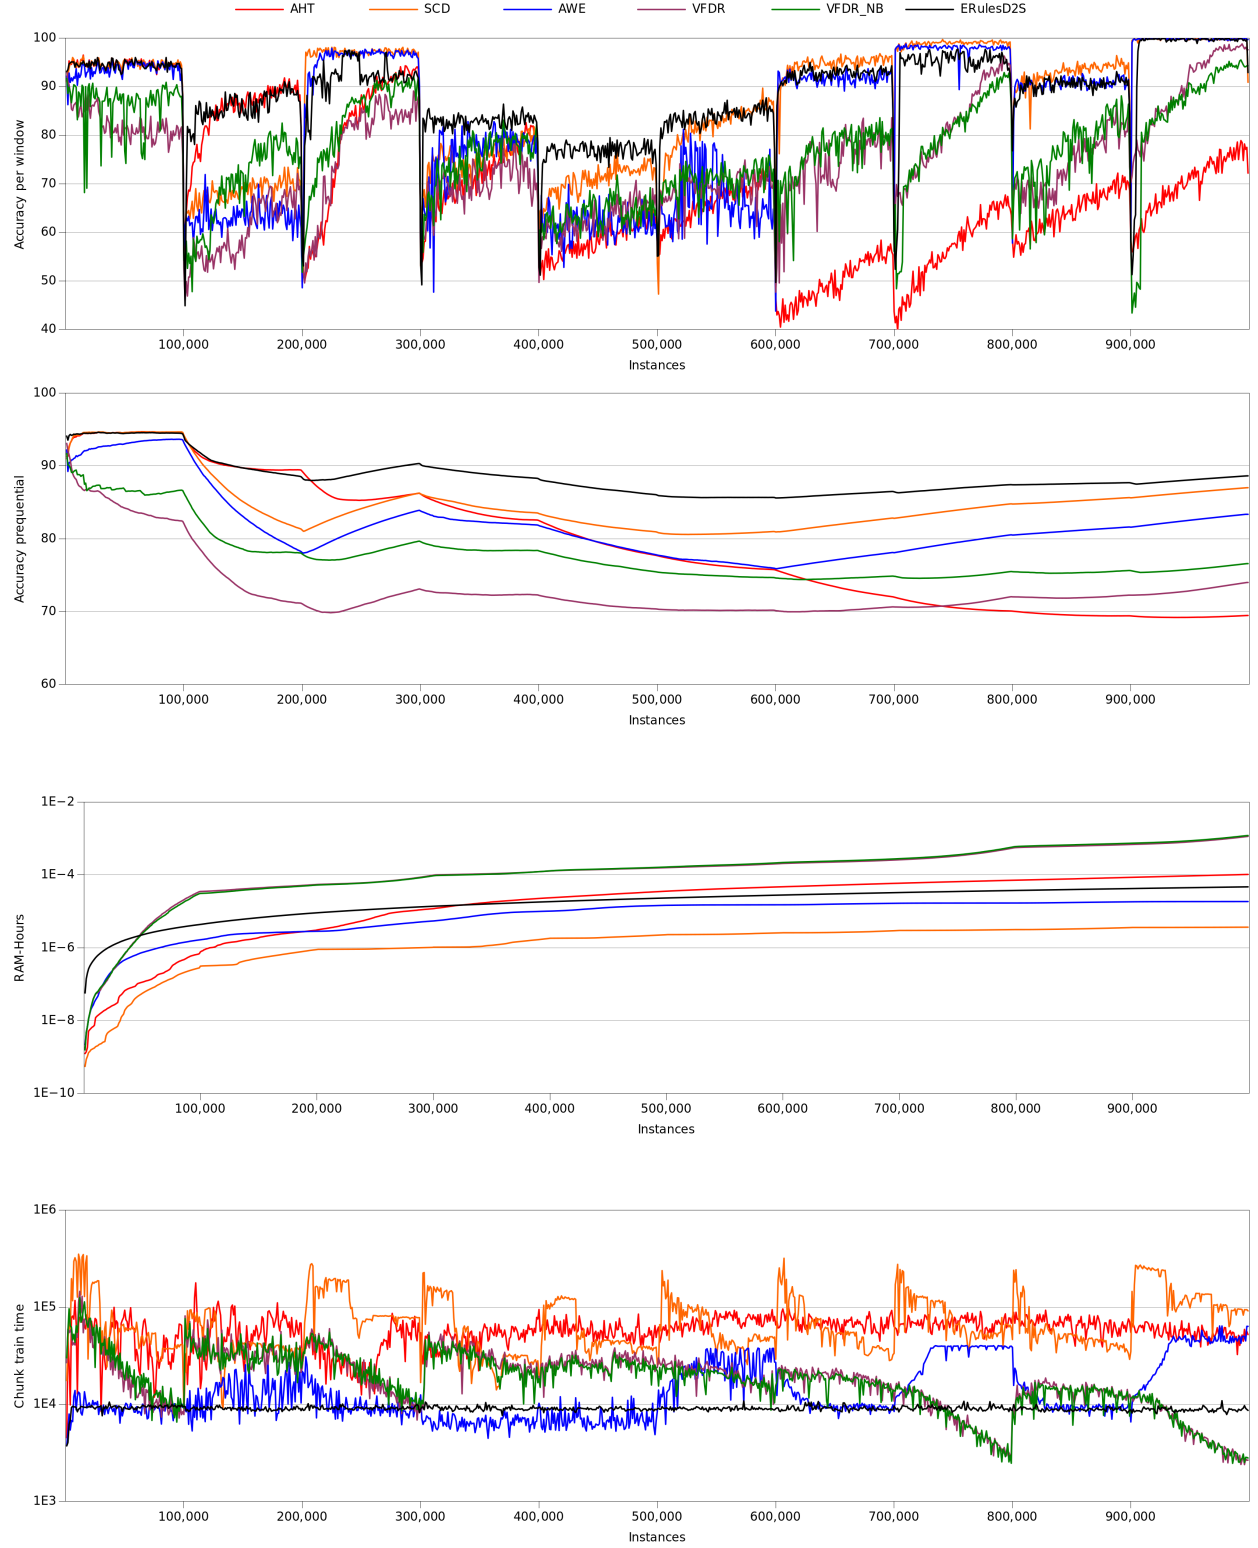 AHT SCD AWE VFDR VFDR_NB ERulesD2S
Accuracy per window
100
90
80
70
60
50
40
100,000 200,000 300,000 400,000 500,000 600,000 700,000 800,000 900,000
Instances
Accuracy prequential
100
90
80
70
60
100,000 200,000 300,000 400,000 500,000 600,000 700,000 800,000 900,000
Instances
RAM-Hours
1E−2
1E−4
1E−6
1E−8
1E−10
100,000 200,000 300,000 400,000 500,000 600,000 700,000 800,000 900,000
Instances
Chunk train time
1E6
1E5
1E4
1E3
100,000 200,000 300,000 400,000 500,000 600,000 700,000 800,000 900,000
Instances